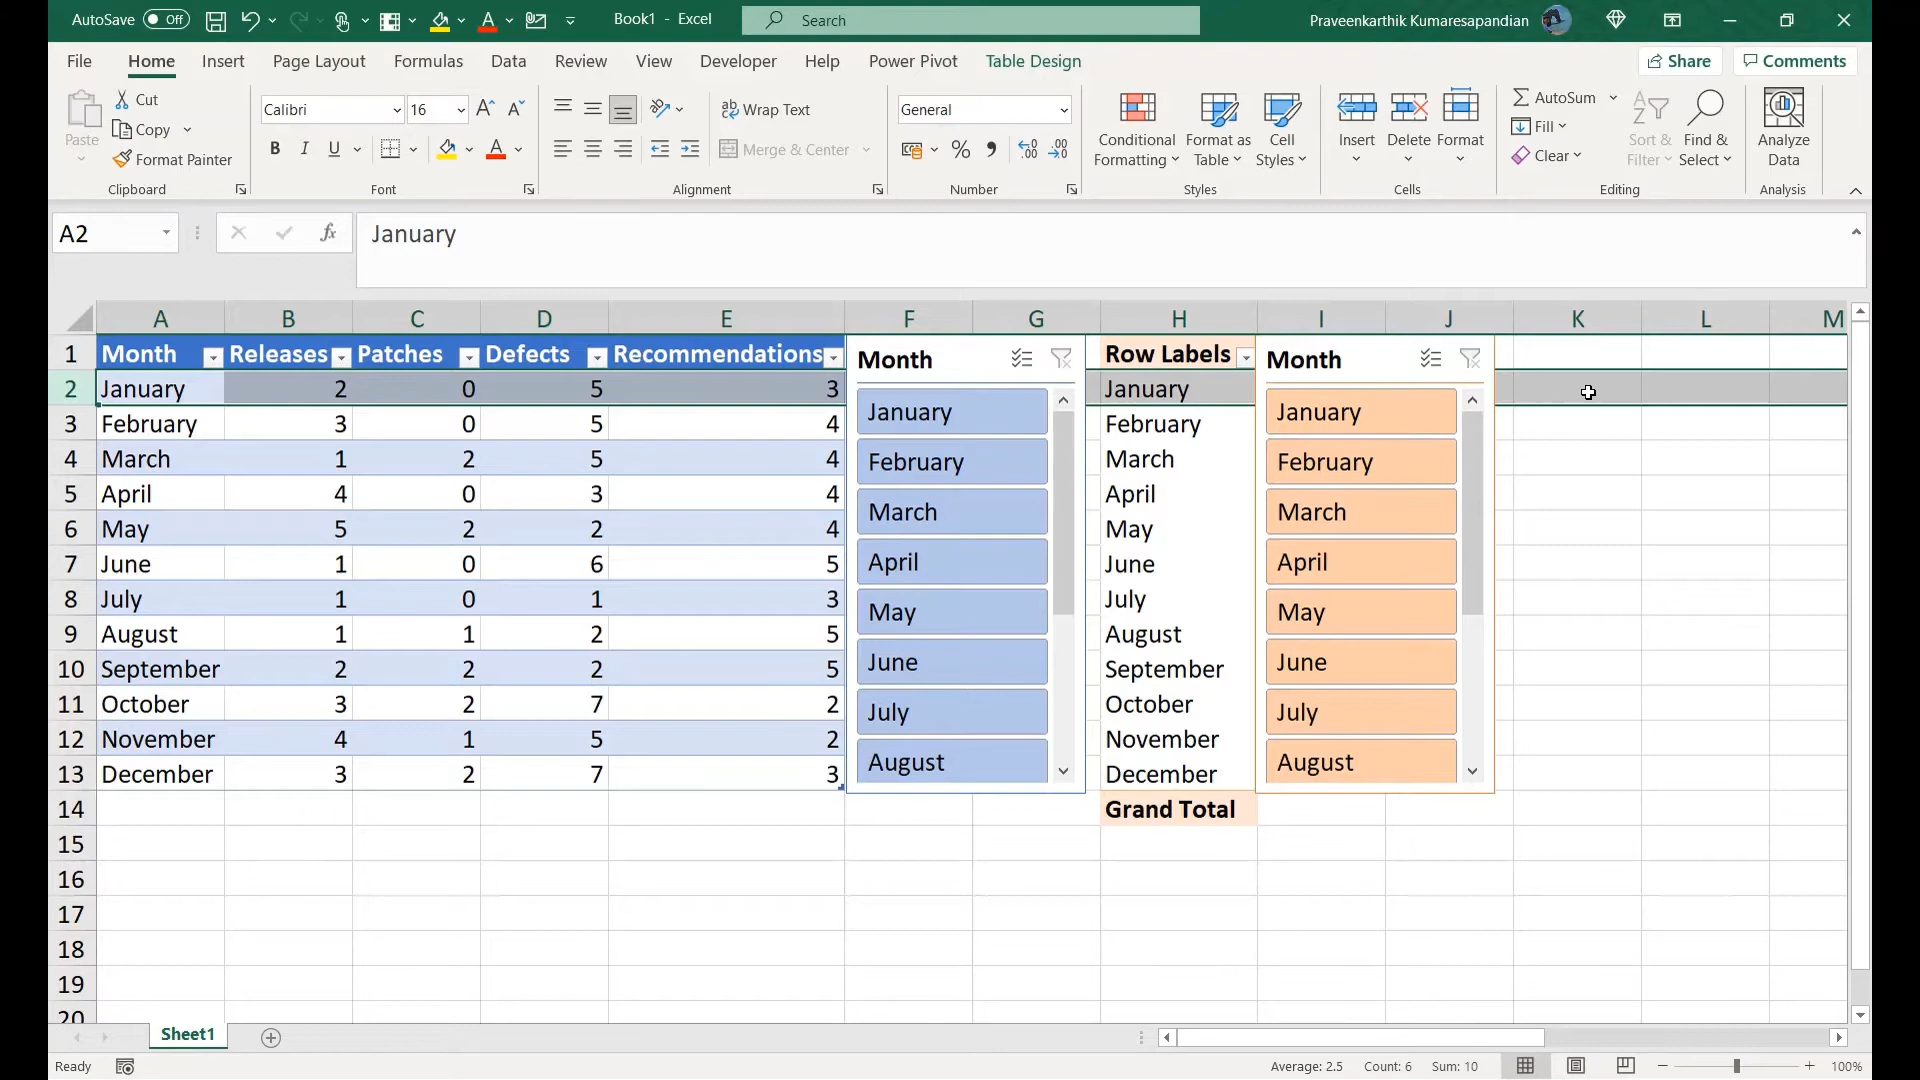 AutoSave Off Book1 - Excel Search Praveenkarthik Kumaresapandian
File Home Insert Page Layout Formulas Data Review View Developer Help Power Pivot Table Design Share Comments
Paste Cut Copy Format Painter
Calibri 16 B I U A
Wrap Text Merge & Center
General
Conditional Formatting Format as Table Cell Styles
Insert Delete Format
AutoSum Fill Clear Sort & Filter Find & Select
Analyze Data
Clipboard Font Alignment Number Styles Cells Editing Analysis
A2 fx January
A B C D E F G H I J K L M
1 Month Releases Patches Defects Recommendations Month Row Labels Month
2 January 2 0 5 3 January
3 February 3 0 5 4 February
4 March 1 2 5 4 March
5 April 4 0 3 4 April
6 May 5 2 2 4 May
7 June 1 0 6 5 June
8 July 1 0 1 3 July
9 August 1 1 2 5 August
10 September 2 2 2 5 September
11 October 3 2 7 2 October
12 November 4 1 5 2 November
13 December 3 2 7 3 December
14 Grand Total
15
16
17
18
19
20
January
February
March
April
May
June
July
August
January
February
March
April
May
June
July
August
Sheet1
Ready Average: 2.5 Count: 6 Sum: 10 100%